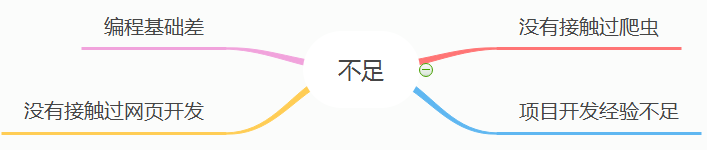 编程基础差
没有接触过爬虫
不足
没有接触过网页开发
项目开发经验不足